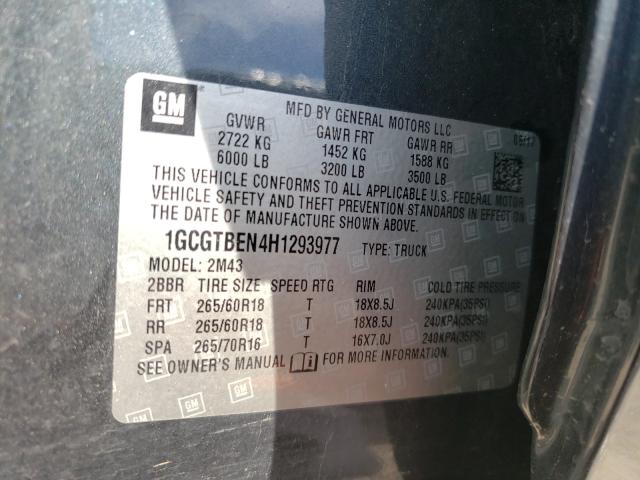 GM
MFD BY GENERAL MOTORS LLC
GVWR GAWR FRT GAWR RR 05/17
2722 KG 1452 KG 1588 KG
6000 LB 3200 LB 3500 LB
THIS VEHICLE CONFORMS TO ALL APPLICABLE U.S. FEDERAL MOTOR
VEHICLE SAFETY AND THEFT PREVENTION STANDARDS IN EFFECT ON
THE DATE OF MANUFACTURE SHOWN ABOVE.
1GCGTBEN4H1293977 TYPE: TRUCK
MODEL: 2M43
2BBR TIRE SIZE SPEED RTG RIM COLD TIRE PRESSURE
FRT 265/60R18 T 18X8.5J 240KPA(35PSI)
RR 265/60R18 T 18X8.5J 240KPA(35PSI)
SPA 265/70R16 T 16X7.0J 240KPA(35PSI)
SEE OWNER'S MANUAL FOR MORE INFORMATION.